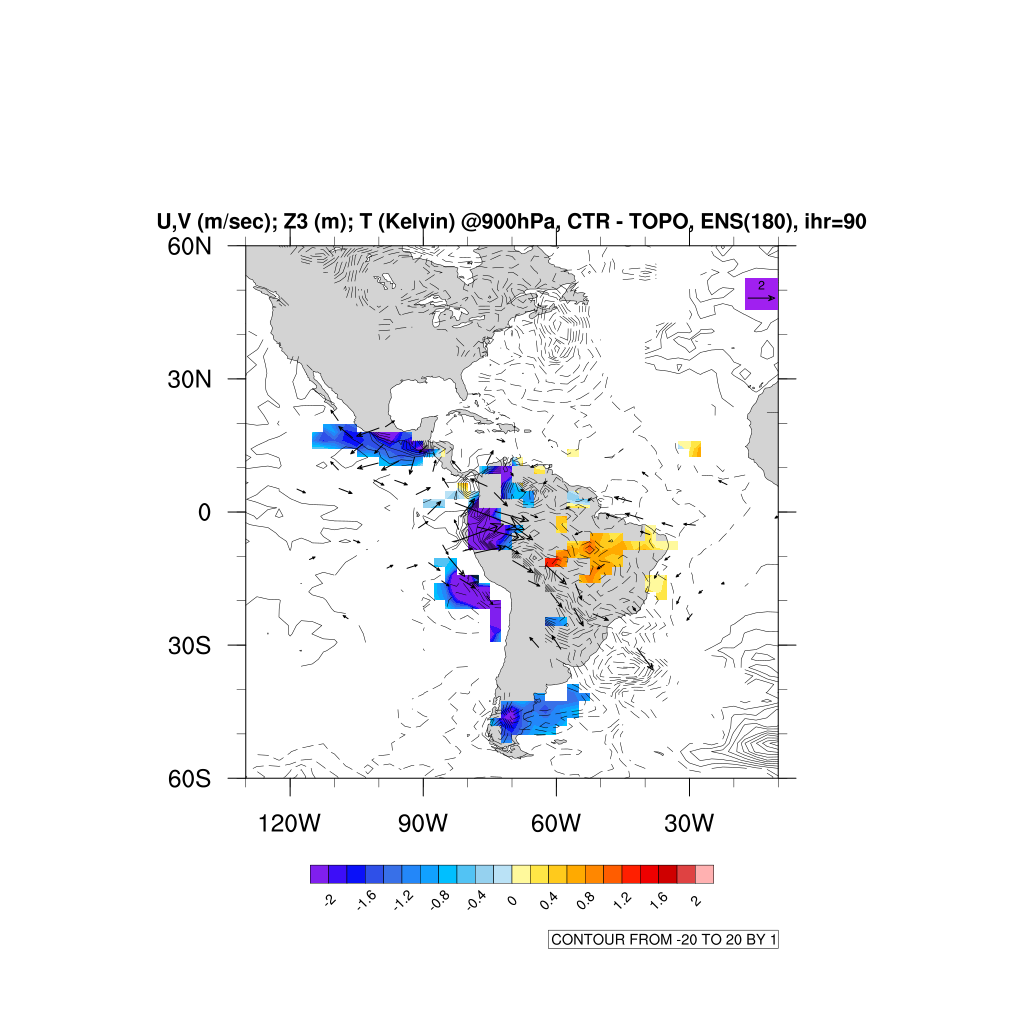 U,V (m/sec); Z3 (m); T (Kelvin) @900hPa, CTR - TOPO, ENS(180), ihr=90
60N
2
30N
0
30S
60S
120W 90W 60W 30W
-2 -1.6 -1.2 -0.8 -0.4 0 0.4 0.8 1.2 1.6 2
CONTOUR FROM -20 TO 20 BY 1